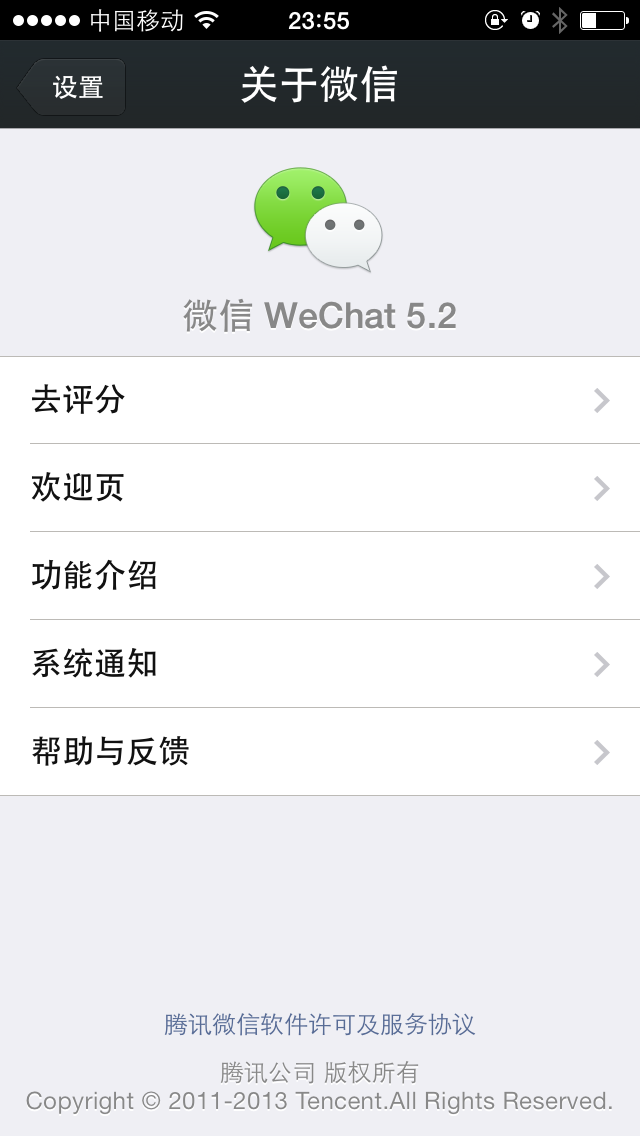 中国移动 23:55
设置 关于微信
微信 WeChat 5.2
去评分
欢迎页
功能介绍
系统通知
帮助与反馈
腾讯微信软件许可及服务协议
腾讯公司 版权所有
Copyright © 2011-2013 Tencent.All Rights Reserved.